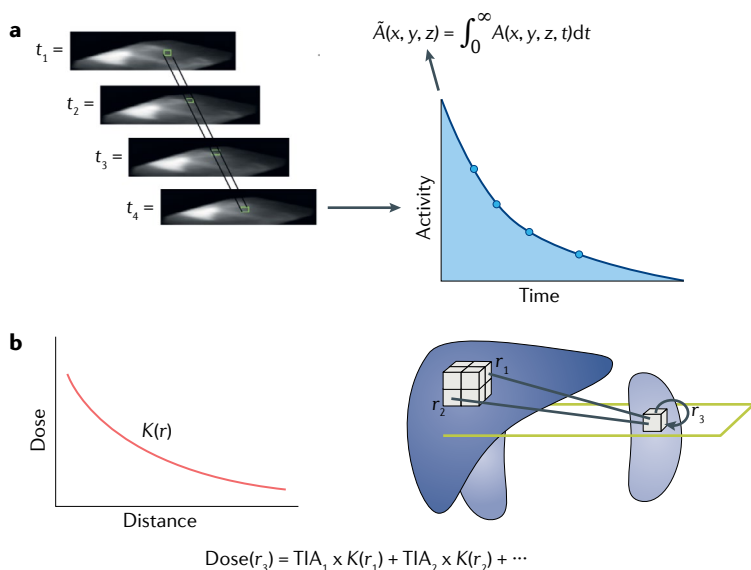 a
t₁ =
t₂ =
t₃ =
t₄ =
Ã(x, y, z) = ∫₀^∞ A(x, y, z, t)dt
Activity
Time
b
Dose
K(r)
Distance
r₁
r₂
r₃
Dose(r₃) = TIA₁ x K(r₁) + TIA₂ x K(r₂) + ···